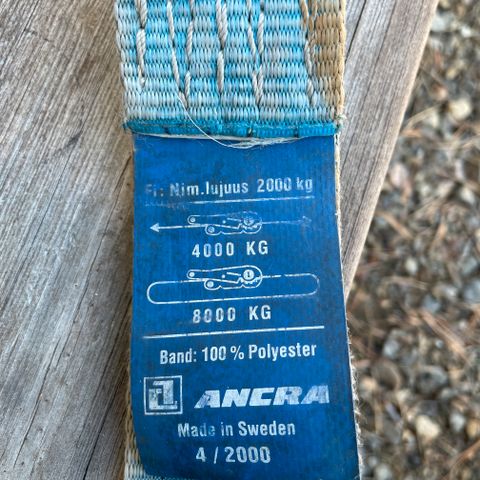 FI: Nim.lujuus 2000 kg
4000 KG
8000 KG
Band: 100 % Polyester
ANCRA
Made in Sweden
4 / 2000